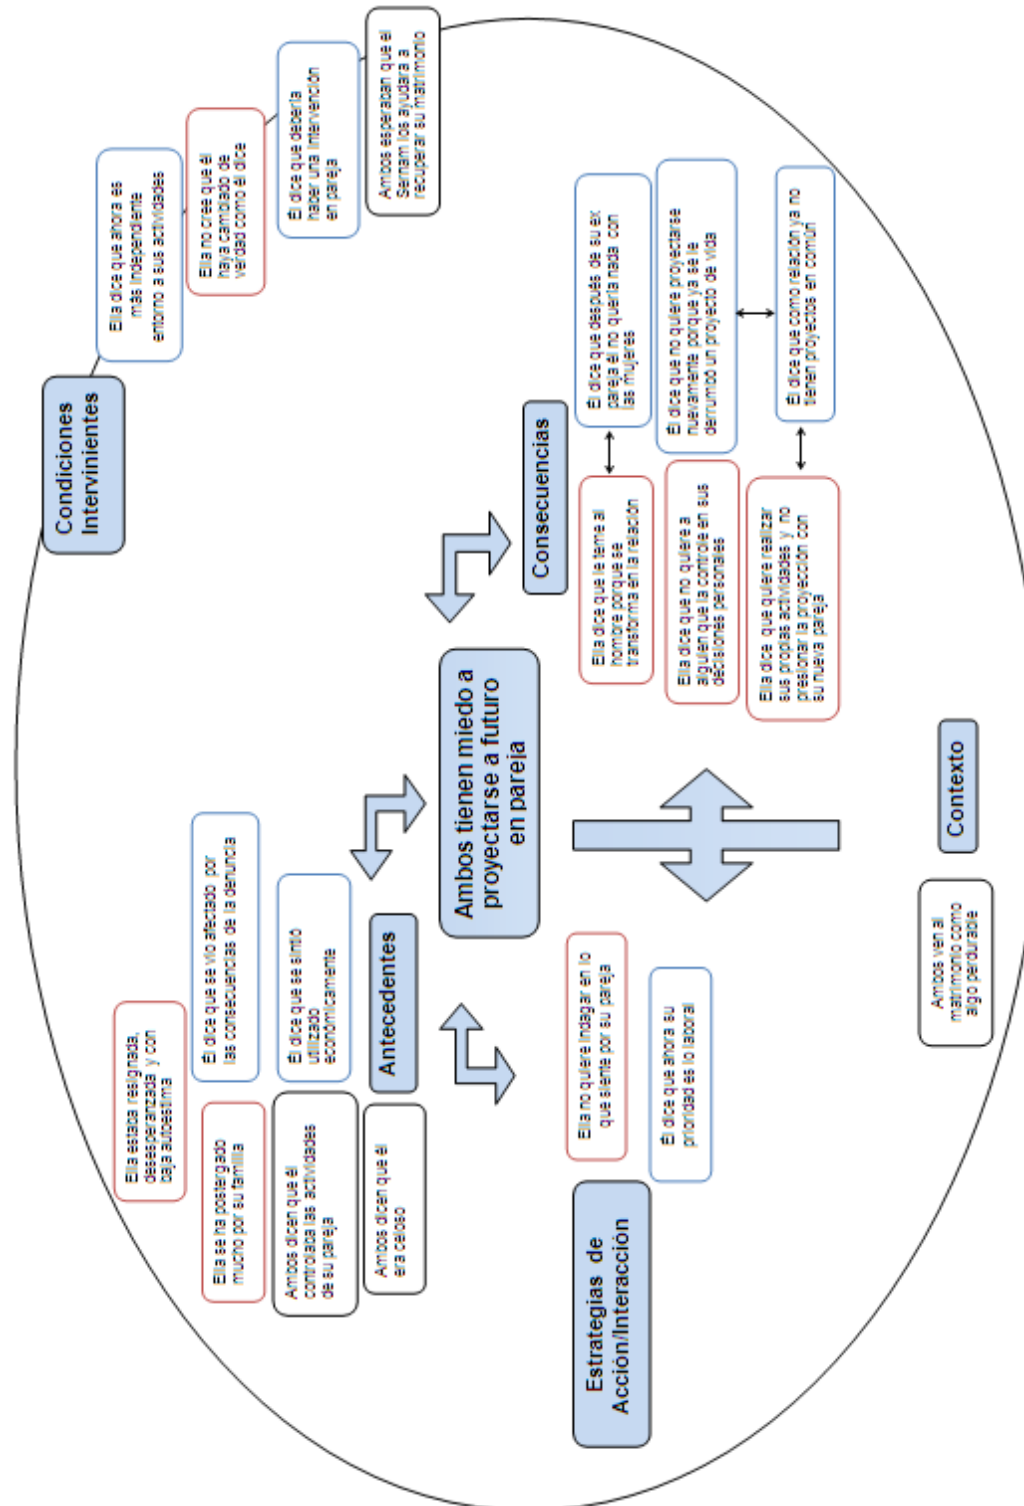 Condiciones
Intervinientes
Ella dice que ahora es
más independiente
entorno a sus actividades
Ella no cree que él
haya cambiado de
verdad como él dice
Él dice que debería
haber una intervención
en pareja
Ambos esperaban que el
Sernam los ayudara a
recuperar su matrimonio
Ella estaba resignada,
desesperanzada y con
baja autoestima
Ella se ha postergado
mucho por su familia
Él dice que se vio afectado por
las consecuencias de la denuncia
Ambos dicen que él
controlaba las actividades
de su pareja
Él dice que se sintió
utilizado
económicamente
Ambos dicen que él
era celoso
Antecedentes
Ambos tienen miedo a
proyectarse a futuro
en pareja
Consecuencias
Ella dice que le teme al
hombre porque se
transforma en la relación
Él dice que después de su ex
pareja él no quería nada con
las mujeres
Ella dice que no quiere a
alguien que la controle en sus
decisiones personales
Él dice que no quiere proyectarse
nuevamente porque ya se le
derrumbó un proyecto de vida
Ella dice que quiere realizar
sus propias actividades y no
presionar la proyección con
su nueva pareja
Él dice que como relación ya no
tienen proyectos en común
Estrategias de
Acción/Interacción
Ella no quiere indagar en lo
que siente por su pareja
Él dice que ahora su
prioridad es lo laboral
Contexto
Ambos ven al
matrimonio como
algo perdurable